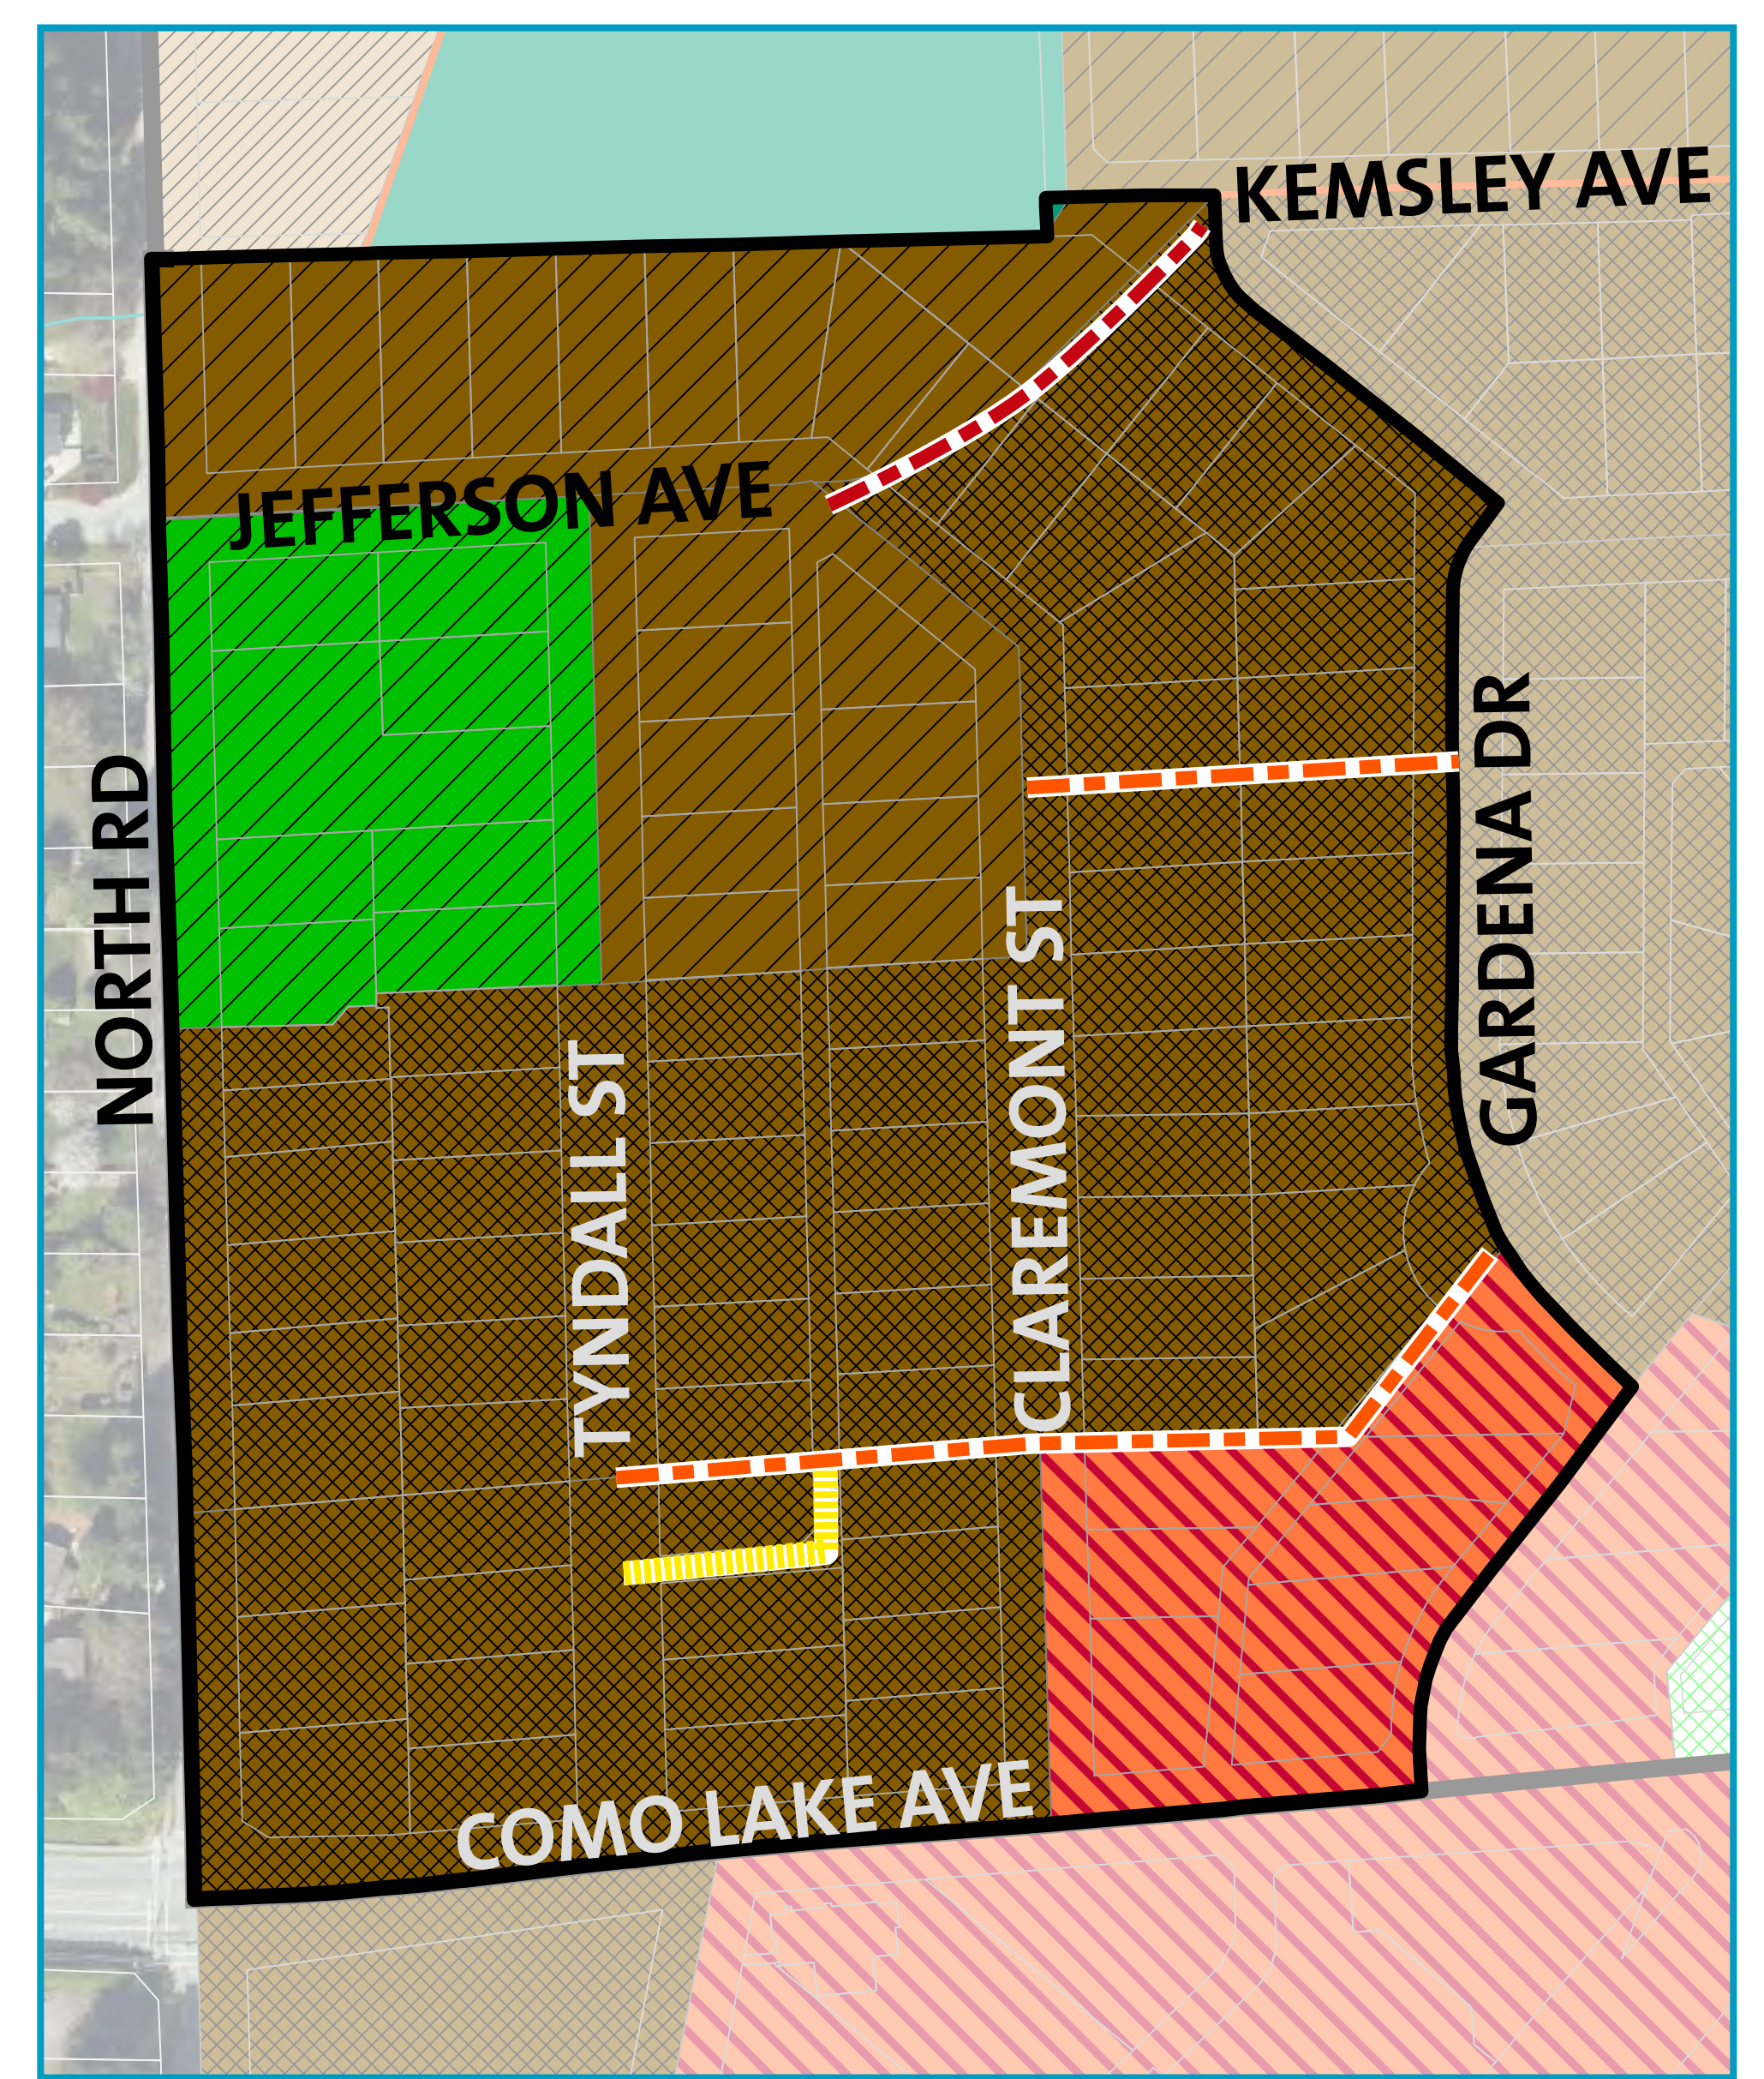 KEMSLEY AVE
JEFFERSON AVE
NORTH RD
GARDENA DR
CLAREMONT ST
TYNDALL ST
COMO LAKE AVE